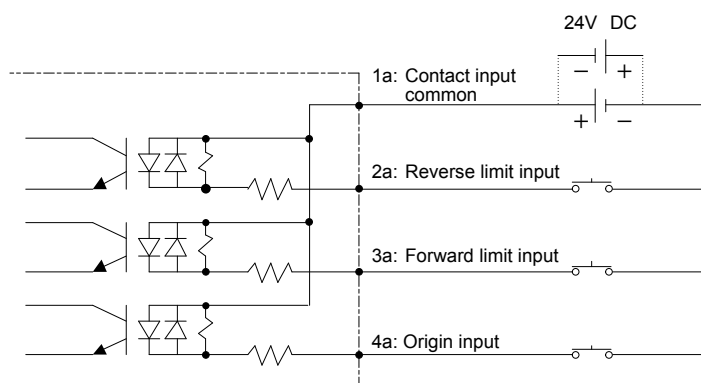 24V DC
− +
1a: Contact input
common
+ −
2a: Reverse limit input
3a: Forward limit input
4a: Origin input